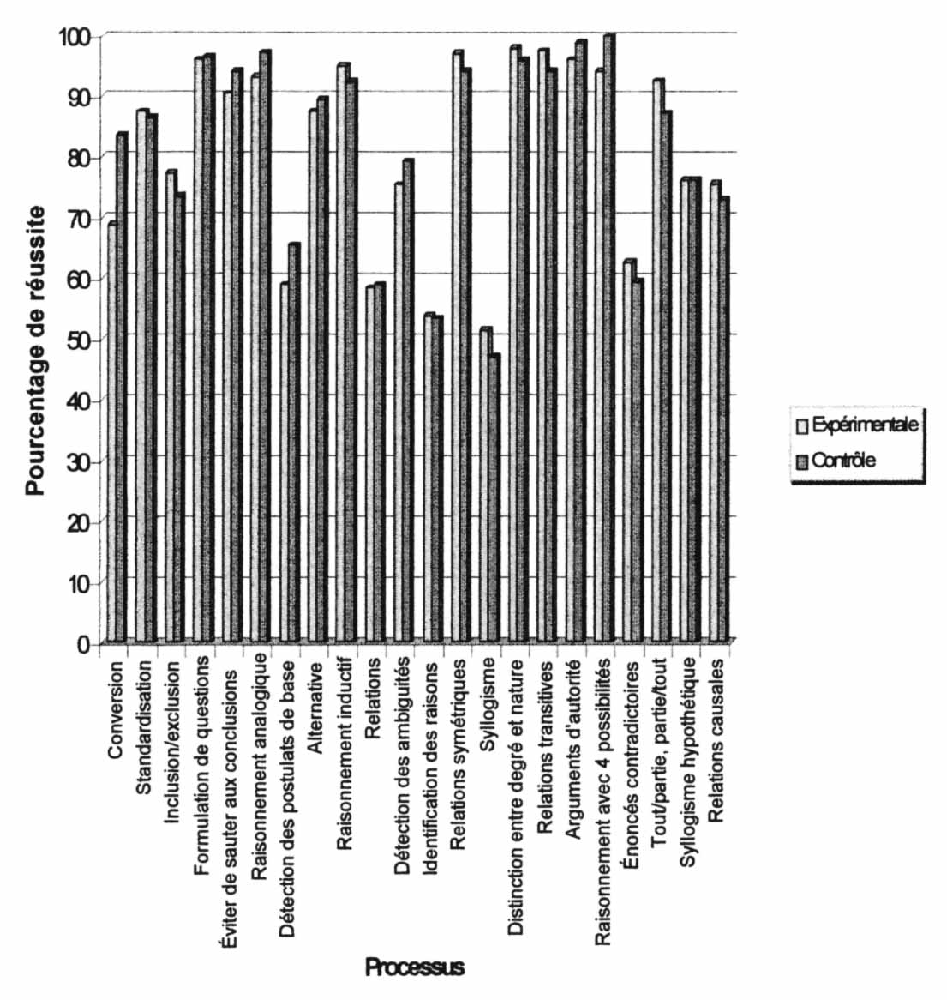 100
90
80
70
60
50
40
30
20
10
0
Pourcentage de réussite
Conversion
Standardisation
Inclusion/exclusion
Formulation de questions
Éviter de sauter aux conclusions
Raisonnement analogique
Détection des postulats de base
Alternative
Raisonnement inductif
Relations
Détection des ambiguités
Identification des raisons
Relations symétriques
Syllogisme
Distinction entre degré et nature
Relations transitives
Arguments d'autorité
Raisonnement avec 4 possibilités
Énoncés contradictoires
Tout/partie, partie/tout
Syllogisme hypothétique
Relations causales
Processus
Expérimentale
Contrôle